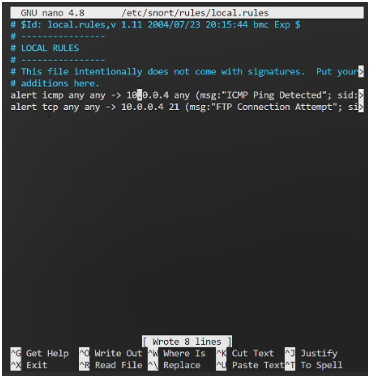 GNU nano 4.8 /etc/snort/rules/local.rules
# $Id: local.rules,v 1.11 2004/07/23 20:15:44 bmc Exp $
# ----------------
# LOCAL RULES
# ----------------
# This file intentionally does not come with signatures.  Put your>
# additions here.
alert icmp any any -> 10.0.0.4 any (msg:"ICMP Ping Detected"; sid:>
alert tcp any any -> 10.0.0.4 21 (msg:"FTP Connection Attempt"; si>
[ Wrote 8 lines ]
^G Get Help ^O Write Out ^W Where Is ^K Cut Text ^J Justify
^X Exit ^R Read File ^\ Replace ^U Paste Text ^T To Spell